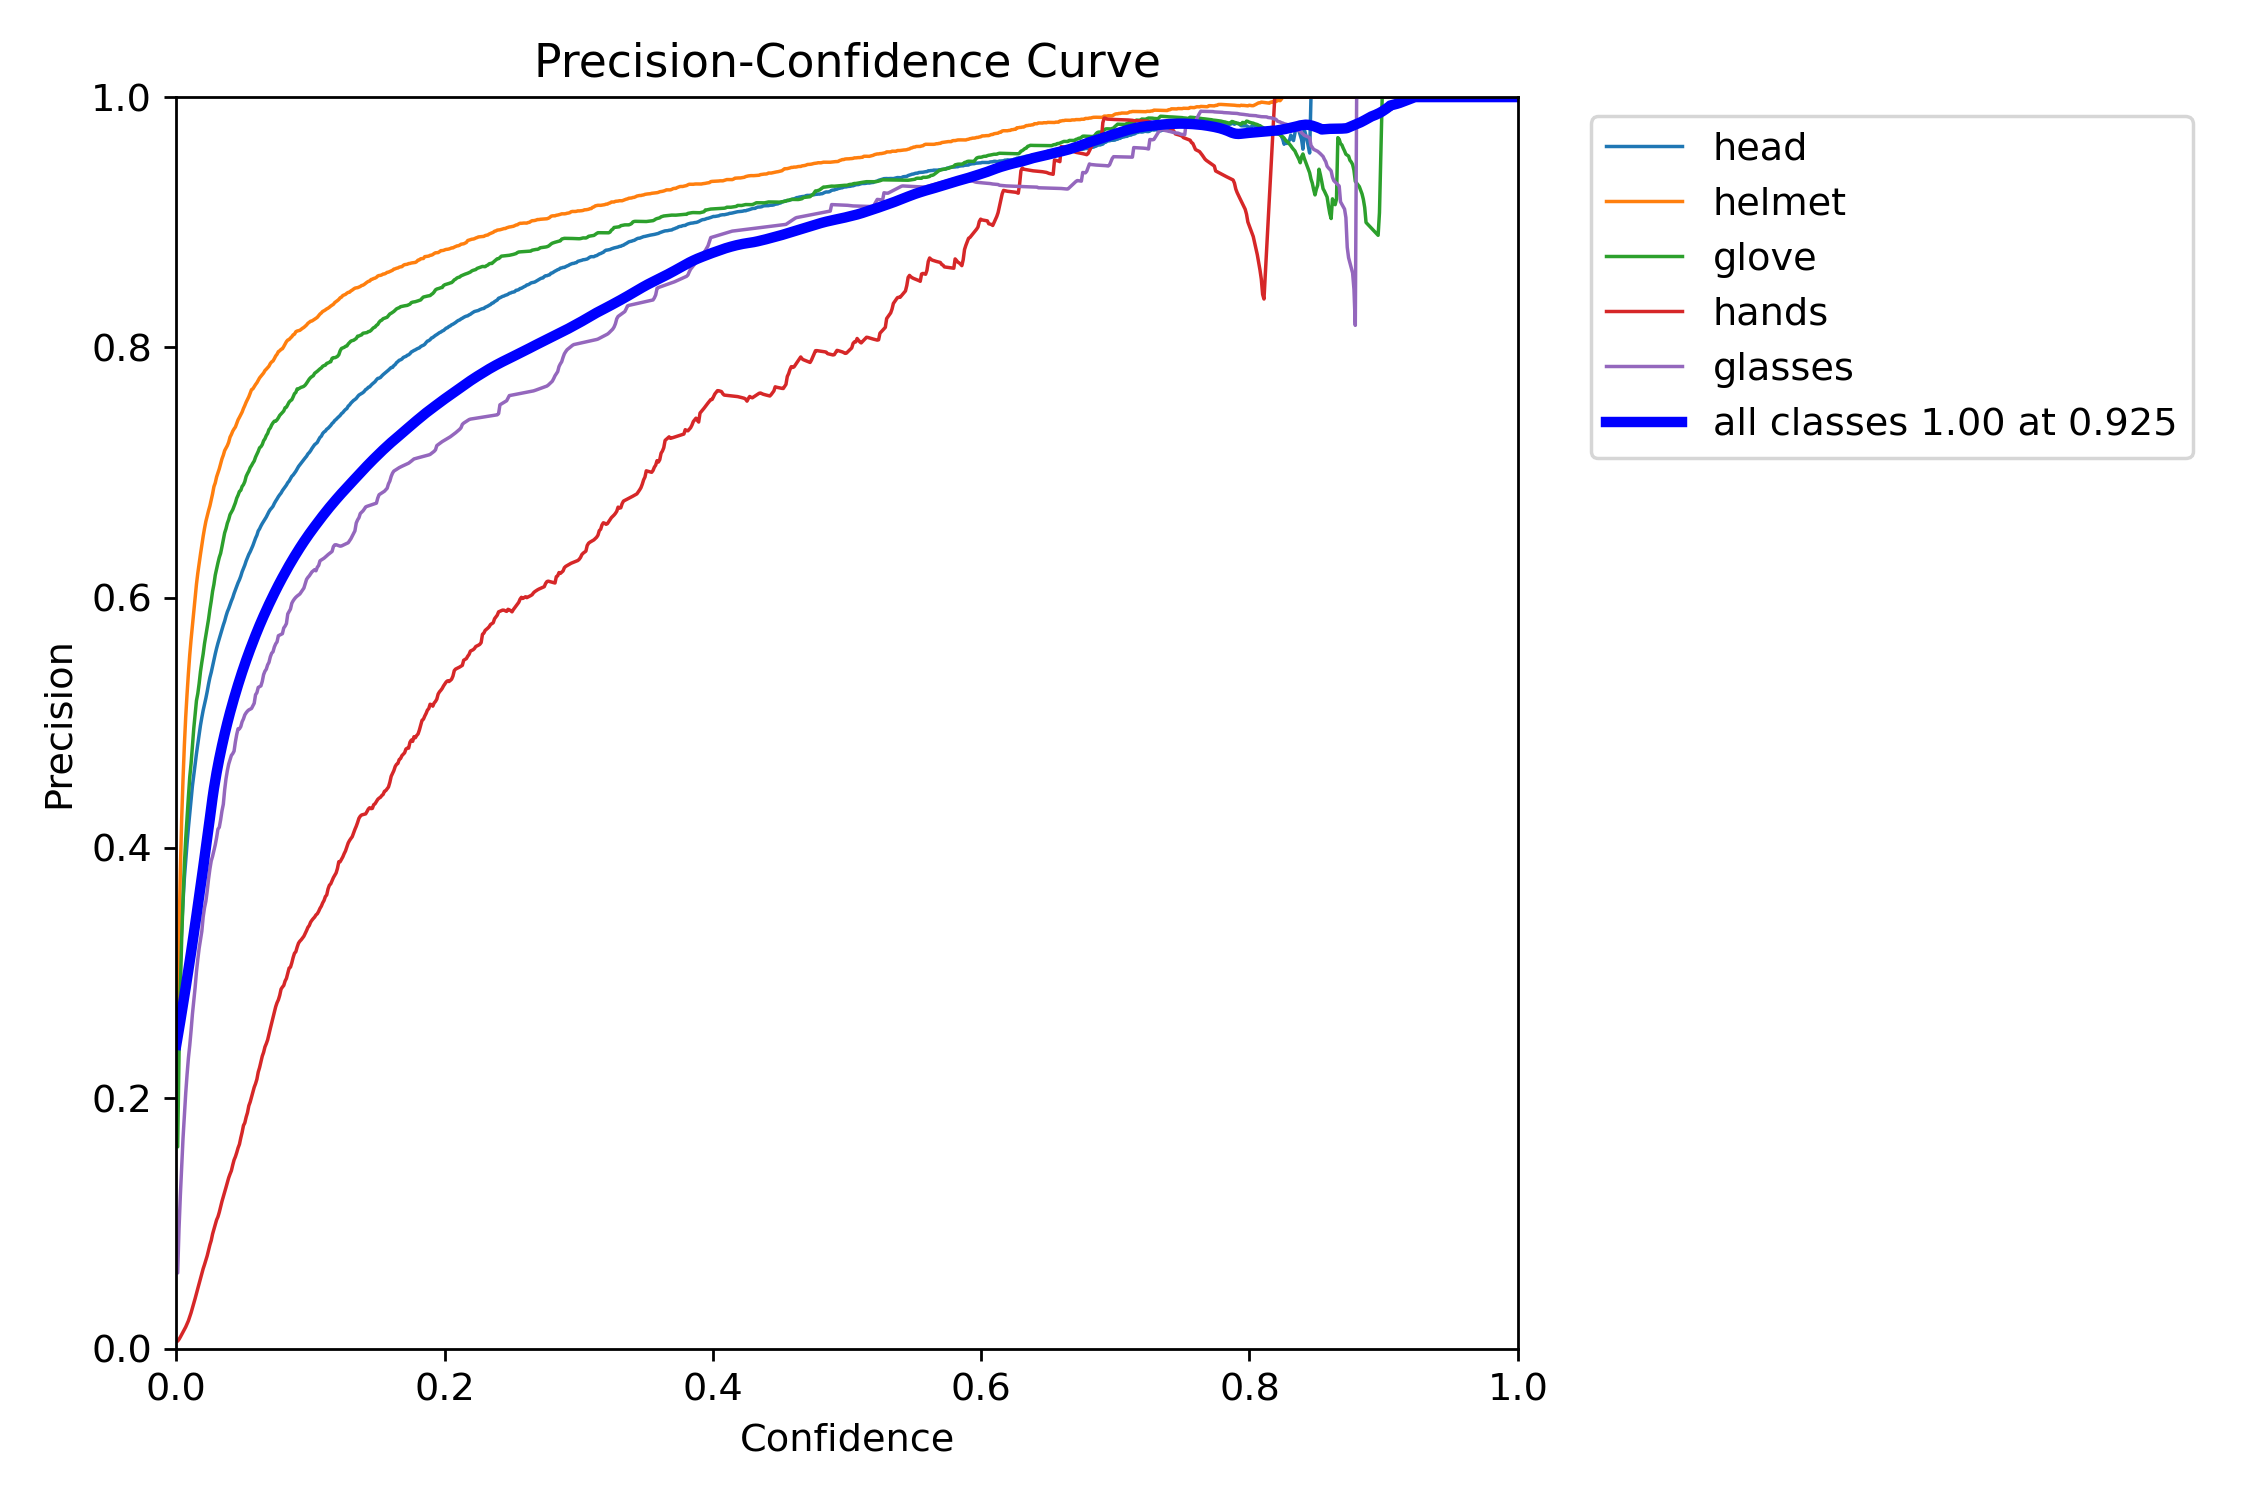 Precision-Confidence Curve
1.0
0.8
0.6
0.4
0.2
0.0
Precision
0.0 0.2 0.4 0.6 0.8 1.0
Confidence
head
helmet
glove
hands
glasses
all classes 1.00 at 0.925